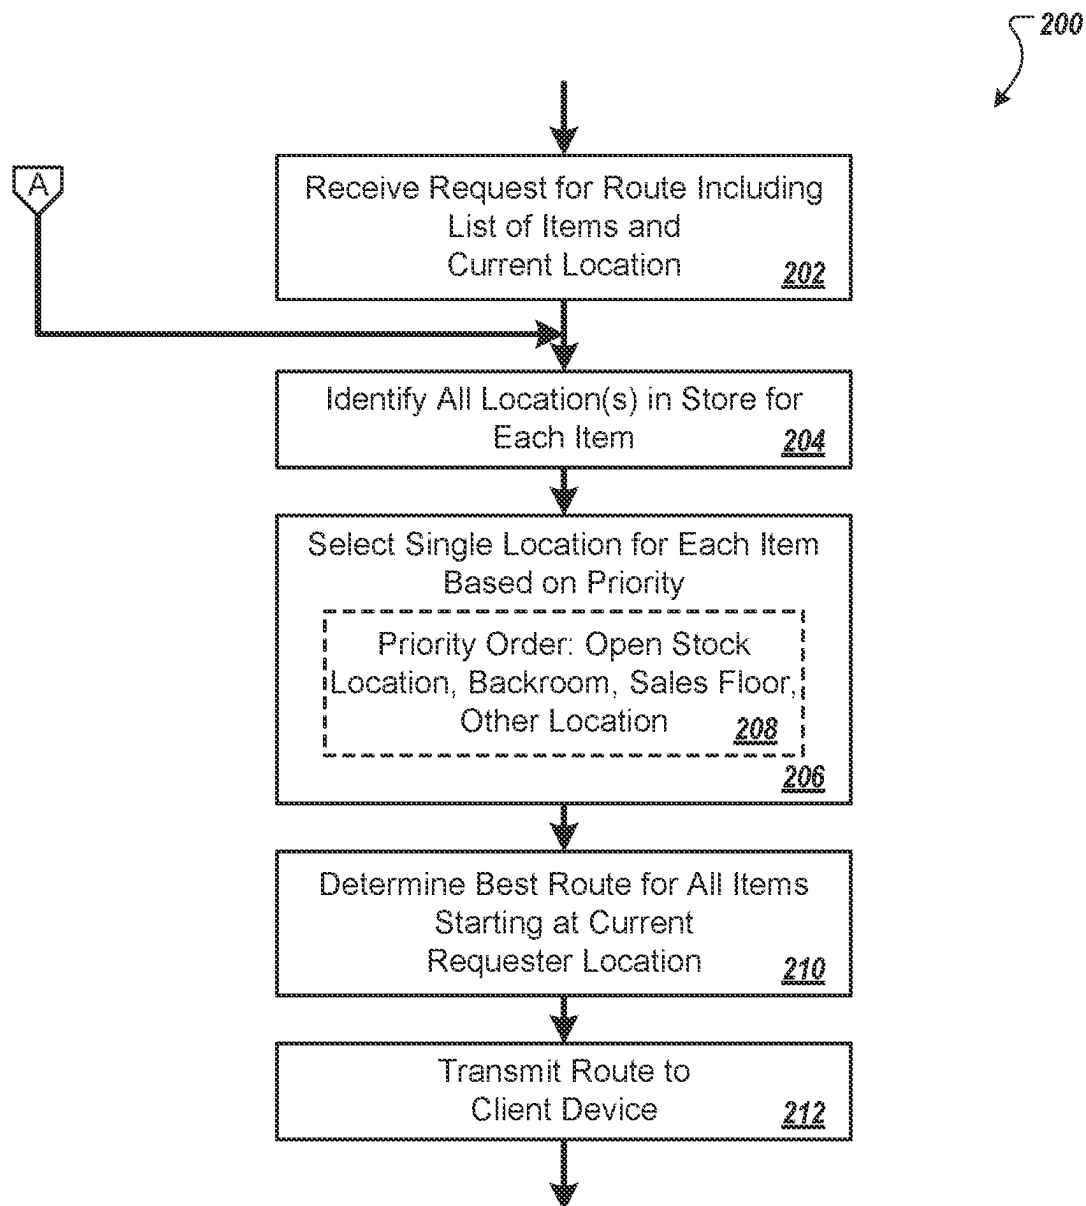 200
A
Receive Request for Route Including
List of Items and
Current Location
202
Identify All Location(s) in Store for
Each Item
204
Select Single Location for Each Item
Based on Priority
Priority Order: Open Stock
Location, Backroom, Sales Floor,
Other Location
208
206
Determine Best Route for All Items
Starting at Current
Requester Location
210
Transmit Route to
Client Device
212